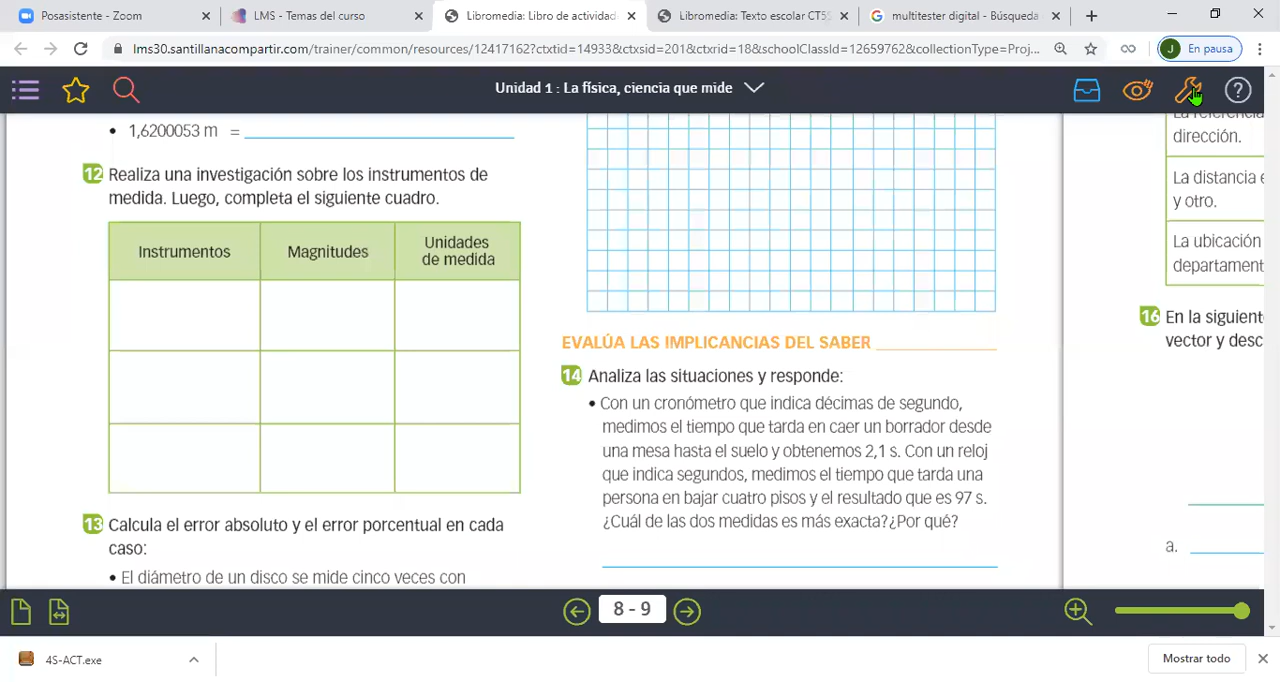 Posasistente - Zoom
LMS - Temas del curso
Libromedia: Libro de actividad
Libromedia: Texto escolar CT5S
multitester digital - Búsqueda
lms30.santillanacompartir.com/trainer/common/resources/12417162?ctxtid=14933&ctxsid=201&ctxrid=18&schoolClassId=12659762&collectionType=Proj...
J
En pausa
Unidad 1 : La física, ciencia que mide
• 1,6200053 m =
12 Realiza una investigación sobre los instrumentos de
medida. Luego, completa el siguiente cuadro.
Instrumentos
Magnitudes
Unidades
de medida
13 Calcula el error absoluto y el error porcentual en cada
caso:
• El diámetro de un disco se mide cinco veces con
EVALÚA LAS IMPLICANCIAS DEL SABER
14 Analiza las situaciones y responde:
• Con un cronómetro que indica décimas de segundo,
medimos el tiempo que tarda en caer un borrador desde
una mesa hasta el suelo y obtenemos 2,1 s. Con un reloj
que indica segundos, medimos el tiempo que tarda una
persona en bajar cuatro pisos y el resultado que es 97 s.
¿Cuál de las dos medidas es más exacta?¿Por qué?
La referencia
dirección.
La distancia e
y otro.
La ubicación
departament
16 En la siguient
vector y desc
a.
8 - 9
4S-ACT.exe
Mostrar todo